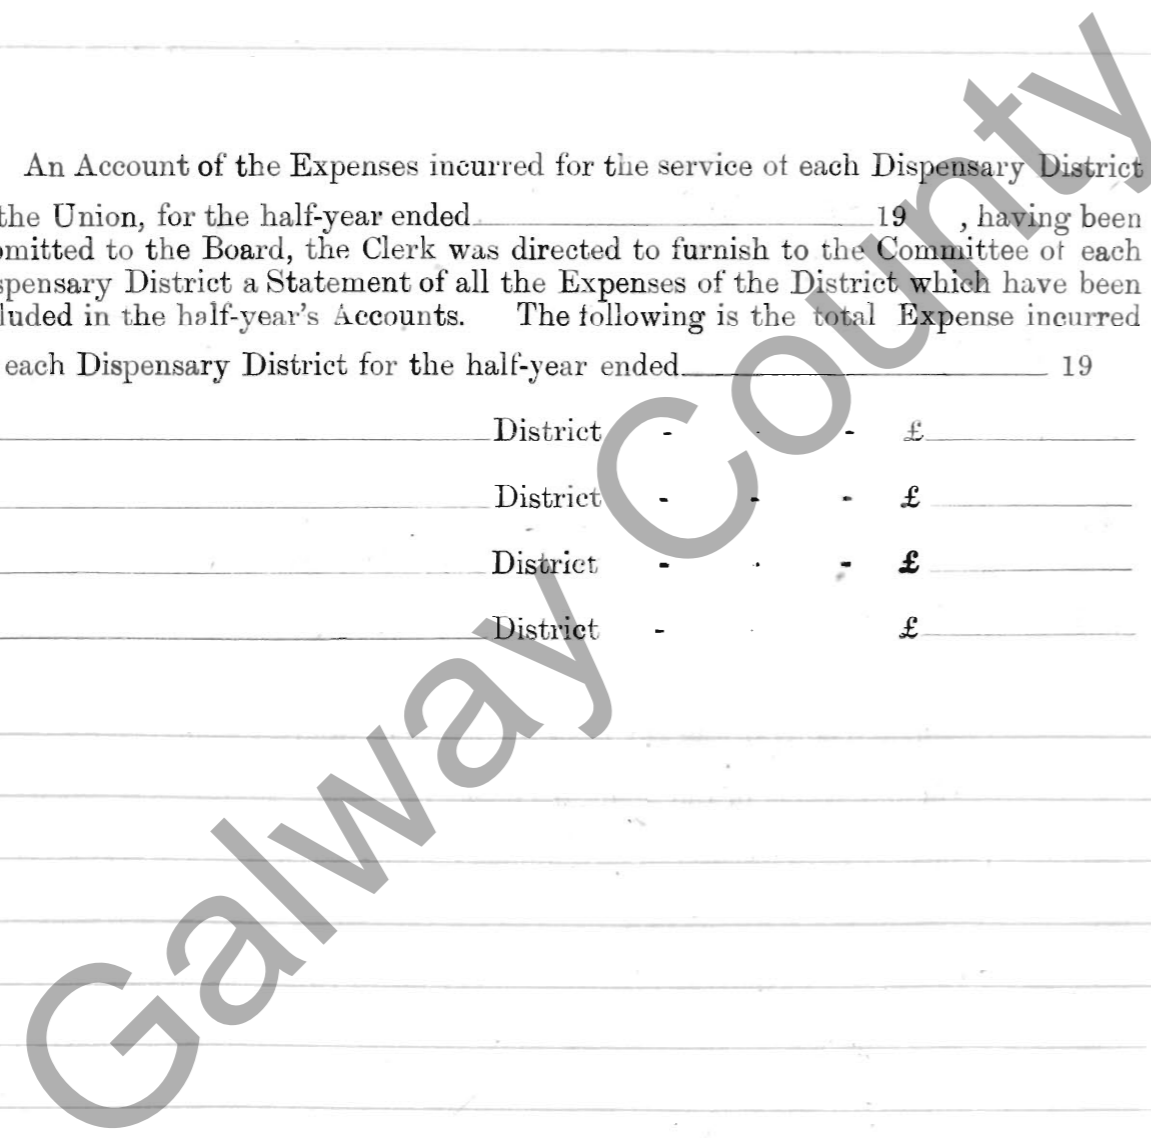 An Account of the Expenses incurred for the service of each Dispensary District
the Union, for the half-year ended 19 , having been
mitted to the Board, the Clerk was directed to furnish to the Committee of each
spensary District a Statement of all the Expenses of the District which have been
luded in the half-year's Accounts. The following is the total Expense incurred
each Dispensary District for the half-year ended 19
District - - - £
District - - - £
District - - - £
District - - £
Galway County